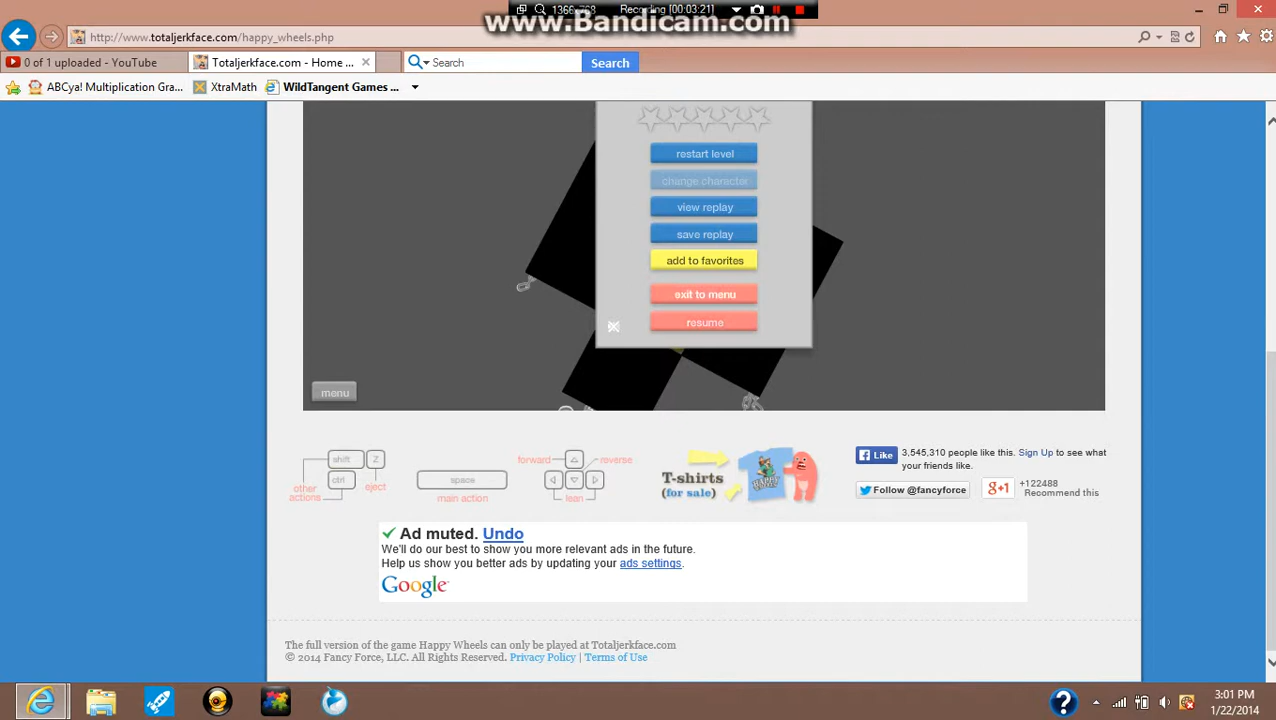 1366x768 Recording [00:03:21]
www.Bandicam.com
http://www.totaljerkface.com/happy_wheels.php
0 of 1 uploaded - YouTube
Totaljerkface.com - Home ...
Search
Search
ABCya! Multiplication Gra...
XtraMath
WildTangent Games ...
restart level
change character
view replay
save replay
add to favorites
exit to menu
resume
menu
shift
Z
ctrl
eject
other
actions
space
main action
forward
reverse
lean
T-shirts
(for sale)
HAPPY
WHEELS
Like
3,545,310 people like this. Sign Up to see what
your friends like.
Follow @fancyforce
g+1
+122488
Recommend this
Ad muted. Undo
We'll do our best to show you more relevant ads in the future.
Help us show you better ads by updating your ads settings.
Google
The full version of the game Happy Wheels can only be played at Totaljerkface.com
© 2014 Fancy Force, LLC. All Rights Reserved. Privacy Policy | Terms of Use
3:01 PM
1/22/2014